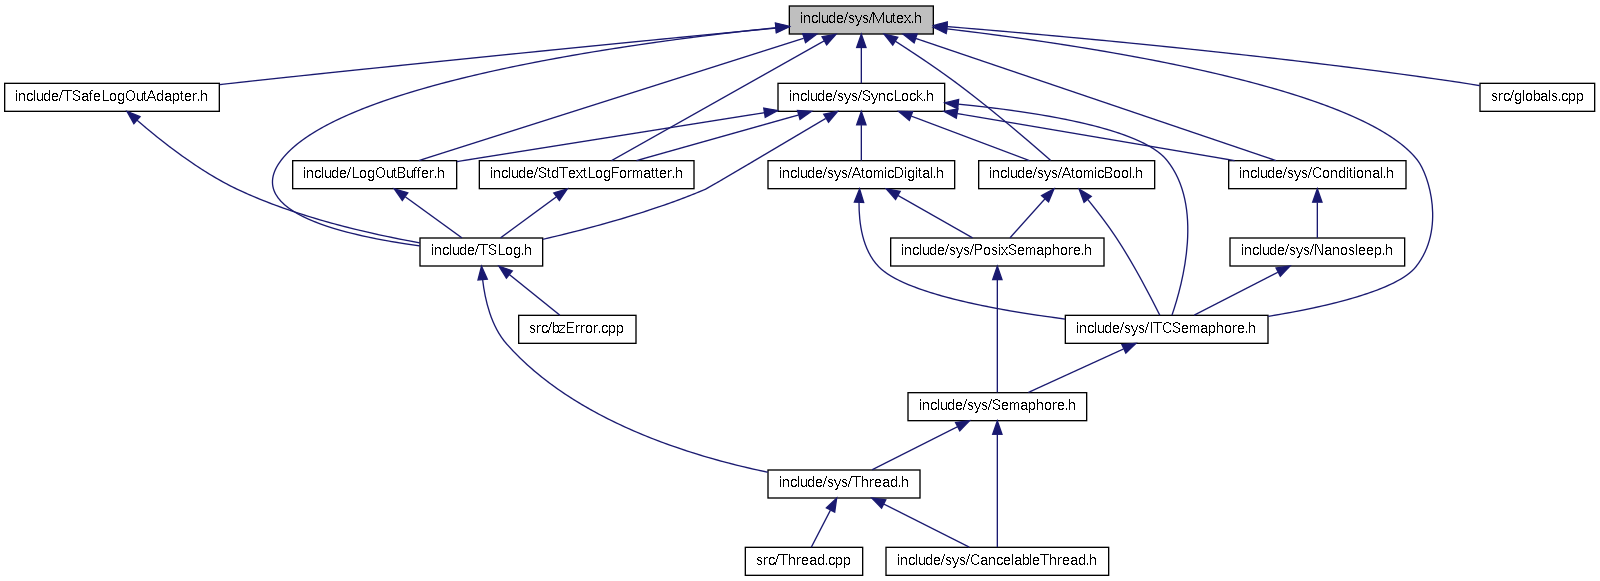 include/sys/Mutex.h
include/TSafeLogOutAdapter.h
include/sys/SyncLock.h
src/globals.cpp
include/LogOutBuffer.h
include/StdTextLogFormatter.h
include/sys/AtomicDigital.h
include/sys/AtomicBool.h
include/sys/Conditional.h
include/TSLog.h
include/sys/PosixSemaphore.h
include/sys/Nanosleep.h
src/bzError.cpp
include/sys/ITCSemaphore.h
include/sys/Semaphore.h
include/sys/Thread.h
src/Thread.cpp
include/sys/CancelableThread.h